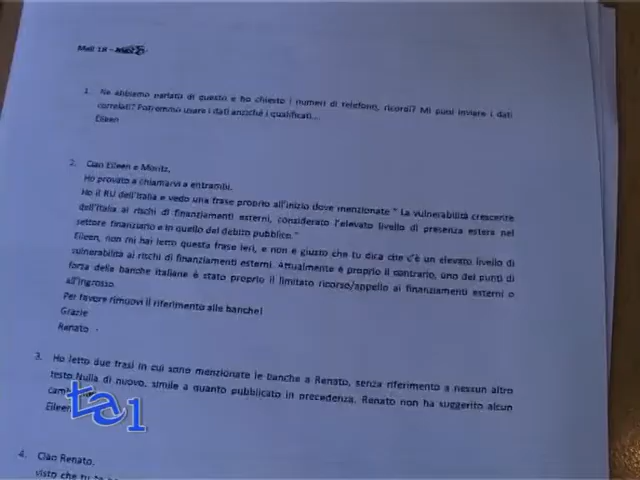 Mail 18 -
1. Ne abbiamo parlato di questo e ho chiesto i numeri di telefono, ricordi? Mi puoi inviare i dati
correlati? Potremmo usare i dati anziché i qualificati...
Eileen
2. Ciao Eileen e Moritz,
Ho provato a chiamarvi a entrambi.
Ho il RU dell'Italia e vedo una frase proprio all'inizio dove menzionate " La vulnerabilità crescente
dell'Italia ai rischi di finanziamenti esterni, considerato l'elevato livello di presenza estera nel
settore finanziario e in quello del debito pubblico."
Eileen, non mi hai letto questa frase ieri, e non è giusto che tu dica che c'è un elevato livello di
vulnerabilità ai rischi di finanziamenti esterni. Attualmente è proprio il contrario, uno dei punti di
forza delle banche italiane è stato proprio il limitato ricorso/appello ai finanziamenti esterni o
all'ingrosso.
Per favore rimuovi il riferimento alle banche!
Grazie
Renato
3. Ho letto due frasi in cui sono menzionate le banche a Renato, senza riferimento a nessun altro
testo. Nulla di nuovo, simile a quanto pubblicato in precedenza. Renato non ha suggerito alcun
Eileen
4. Ciao Renato,
visto che tu
tg1